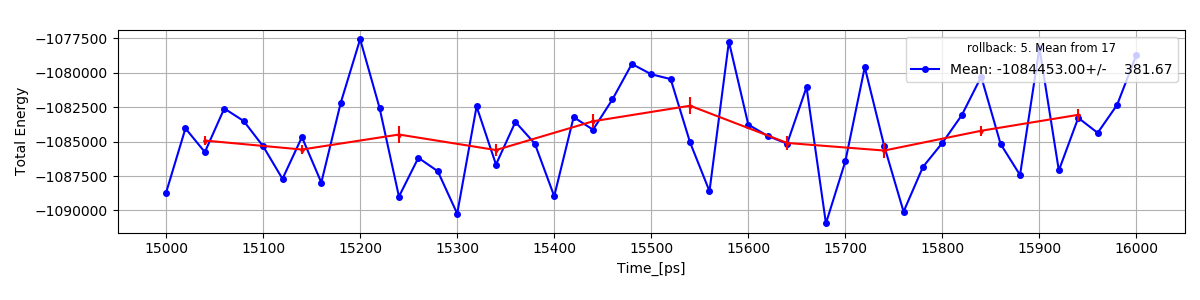 rollback: 5. Mean from 17
Mean: -1084453.00+/-    381.67
Total Energy
−1077500
−1080000
−1082500
−1085000
−1087500
−1090000
15000 15100 15200 15300 15400 15500 15600 15700 15800 15900 16000
Time_[ps]